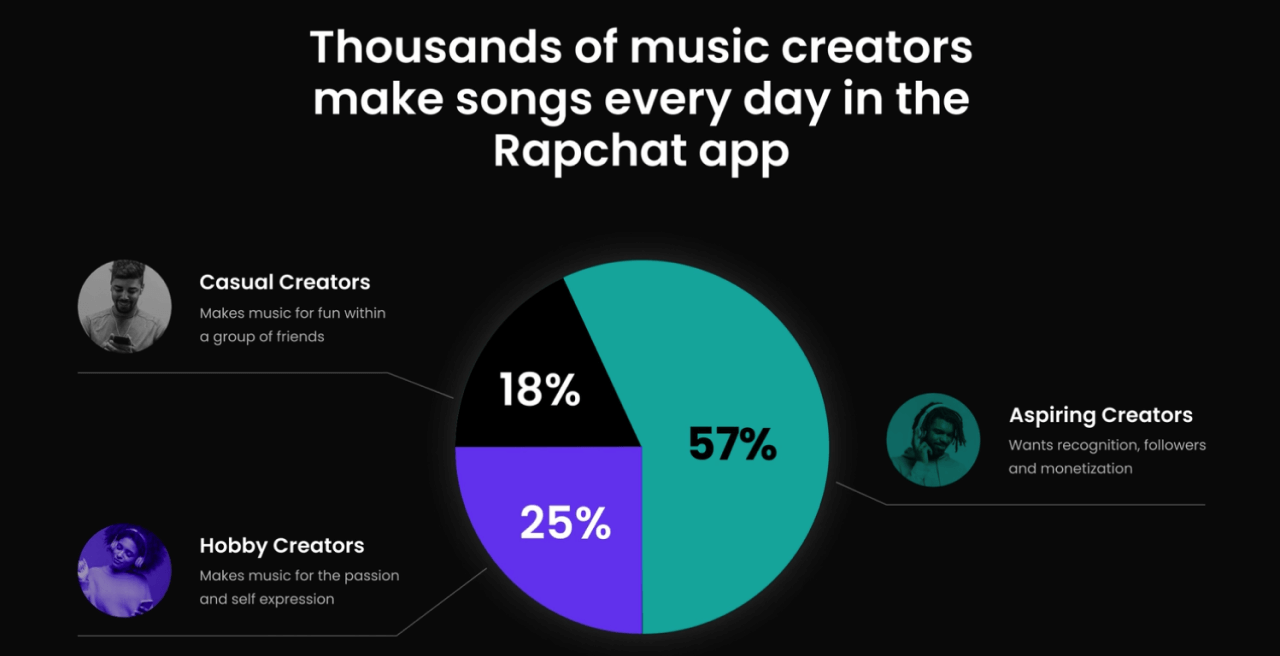 Thousands of music creators
make songs every day in the
Rapchat app
Casual Creators
Makes music for fun within
a group of friends
18%
57%
Aspiring Creators
Wants recognition, followers
and monetization
25%
Hobby Creators
Makes music for the passion
and self expression